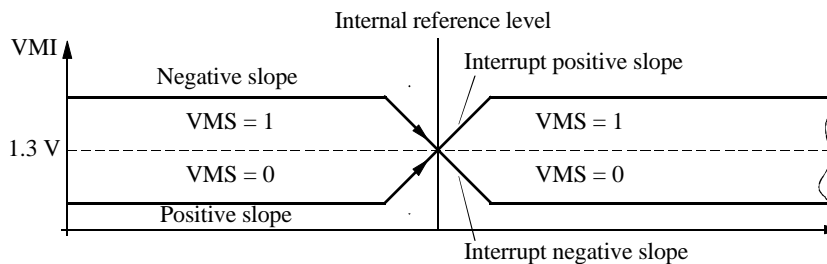 Internal reference level
VMI
Interrupt positive slope
Negative slope
VMS = 1
VMS = 1
1.3 V
VMS = 0
VMS = 0
Positive slope
Interrupt negative slope